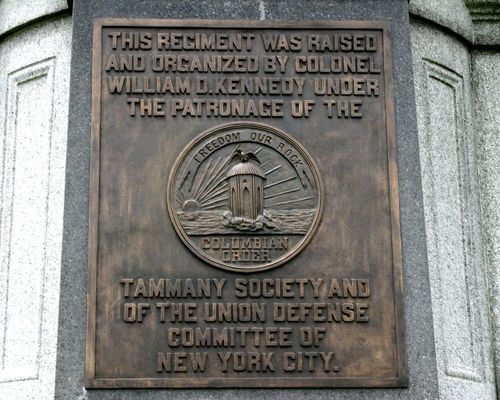 THIS REGIMENT WAS RAISED
AND ORGANIZED BY COLONEL
WILLIAM D. KENNEDY UNDER
THE PATRONAGE OF THE
FREEDOM OUR ROCK
COLUMBIAN
ORDER
TAMMANY SOCIETY AND
OF THE UNION DEFENSE
COMMITTEE OF
NEW YORK CITY.